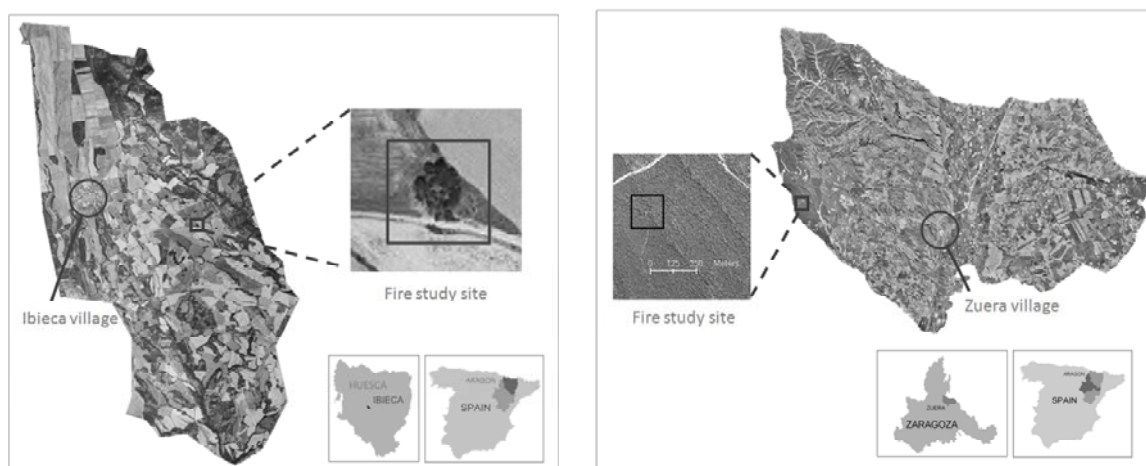 Fire study site
Ibieca village
HUESCA
IBIECA
ARAGON
SPAIN
0 125 250 Meters
Fire study site
Zuera village
ZUERA
ZARAGOZA
ARAGON
SPAIN